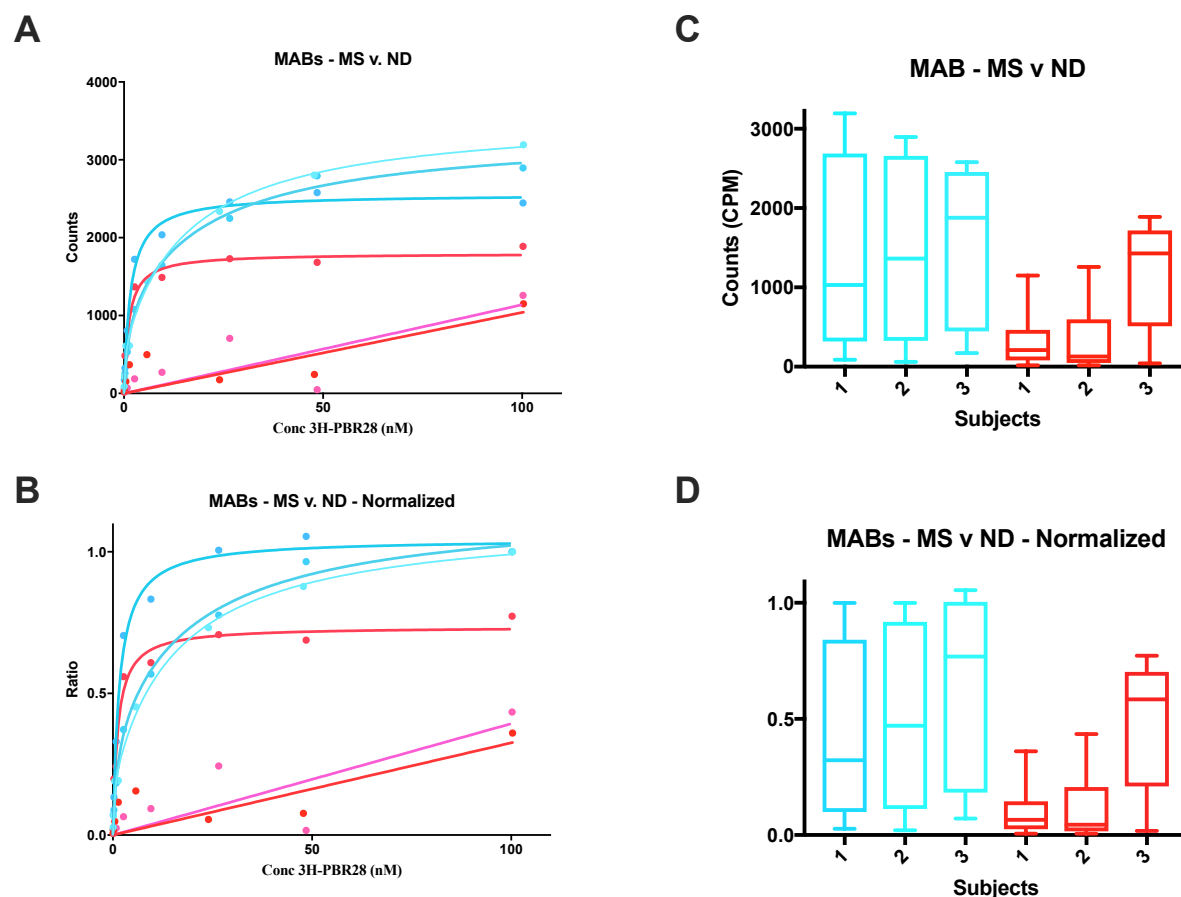 A
MABs - MS v. ND
4000
3000
2000
1000
0
Counts
0
50
100
Conc 3H-PBR28 (nM)
B
MABs - MS v. ND - Normalized
1.0
0.5
0.0
Ratio
0
50
100
Conc 3H-PBR28 (nM)
C
MAB - MS v ND
3000
2000
1000
0
Counts (CPM)
1
2
3
1
2
3
Subjects
D
MABs - MS v ND - Normalized
1.0
0.5
0.0
1
2
3
1
2
3
Subjects